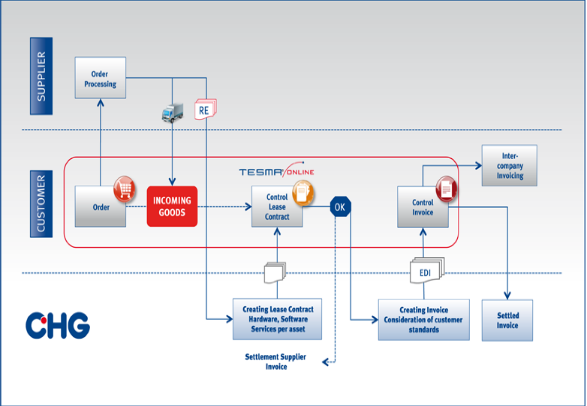 SUPPLIER
Order
Processing
RE
CUSTOMER
TESMA ONLINE
Order
INCOMING
GOODS
Control
Lease
Contract
OK
Control
Invoice
Inter-
company
Invoicing
EDI
CHG
Creating Lease Contract
Hardware, Software
Services per asset
Creating Invoice
Consideration of customer
standards
Settled
Invoice
Settlement Supplier
Invoice